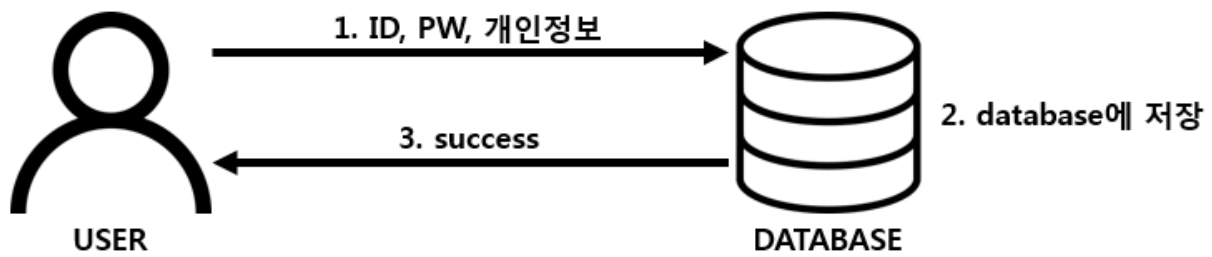 1. ID, PW, 개인정보
2. database에 저장
3. success
USER
DATABASE